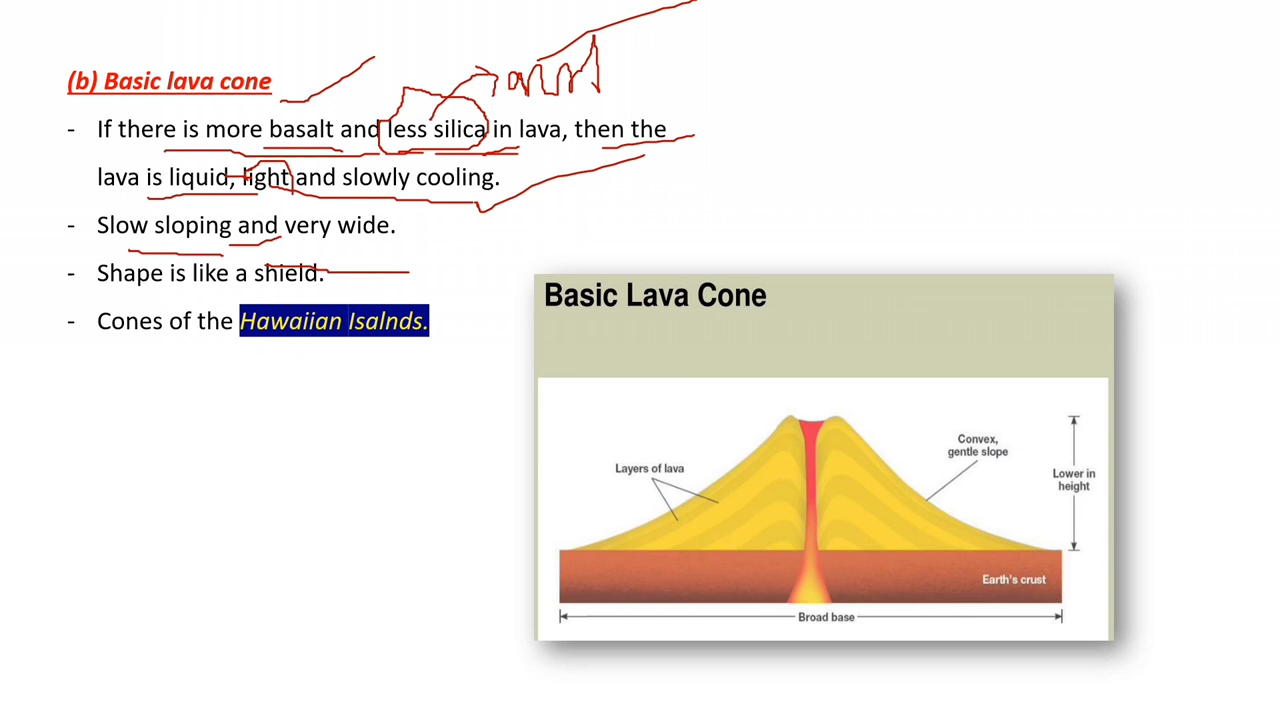 (b) Basic lava cone
- If there is more basalt and less silica in lava, then the
lava is liquid, light and slowly cooling.
- Slow sloping and very wide.
- Shape is like a shield.
- Cones of the Hawaiian Isalnds.
Basic Lava Cone
Layers of lava
Convex,
gentle slope
Lower in
height
Earth's crust
Broad base